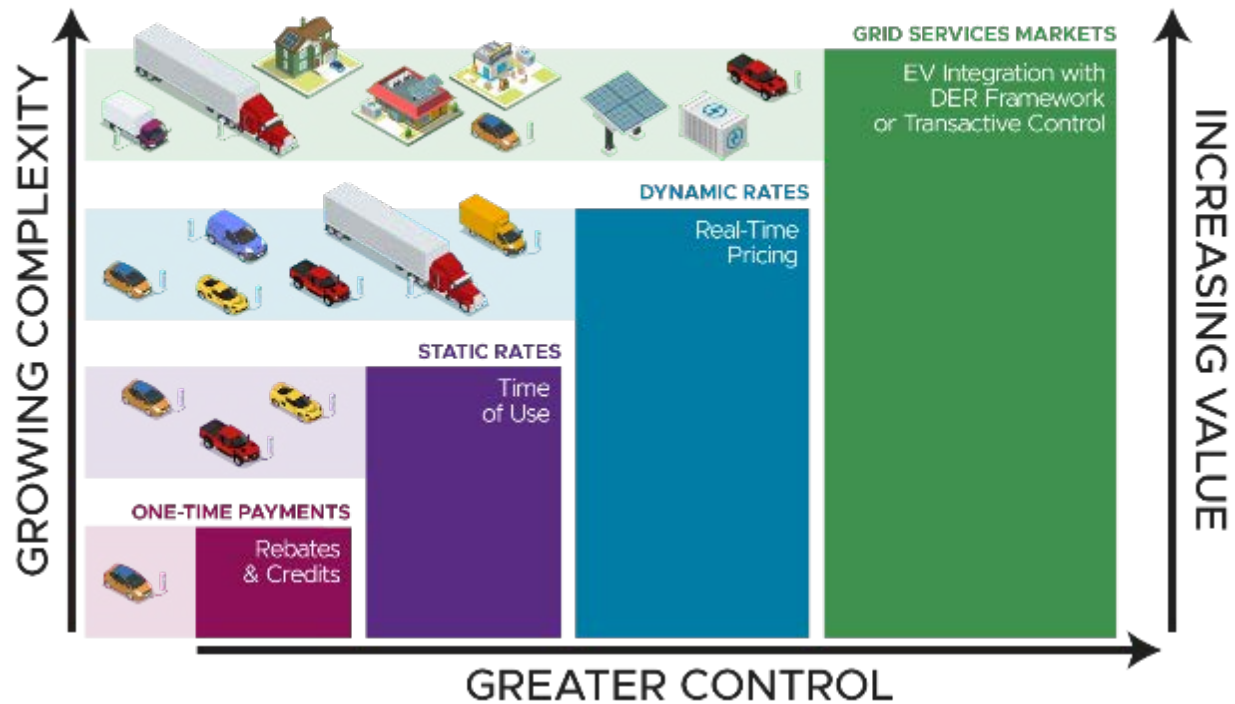 GROWING COMPLEXITY
GRID SERVICES MARKETS
EV Integration with
DER Framework
or Transactive Control
DYNAMIC RATES
Real-Time
Pricing
STATIC RATES
Time
of Use
ONE-TIME PAYMENTS
Rebates
& Credits
GREATER CONTROL
INCREASING VALUE